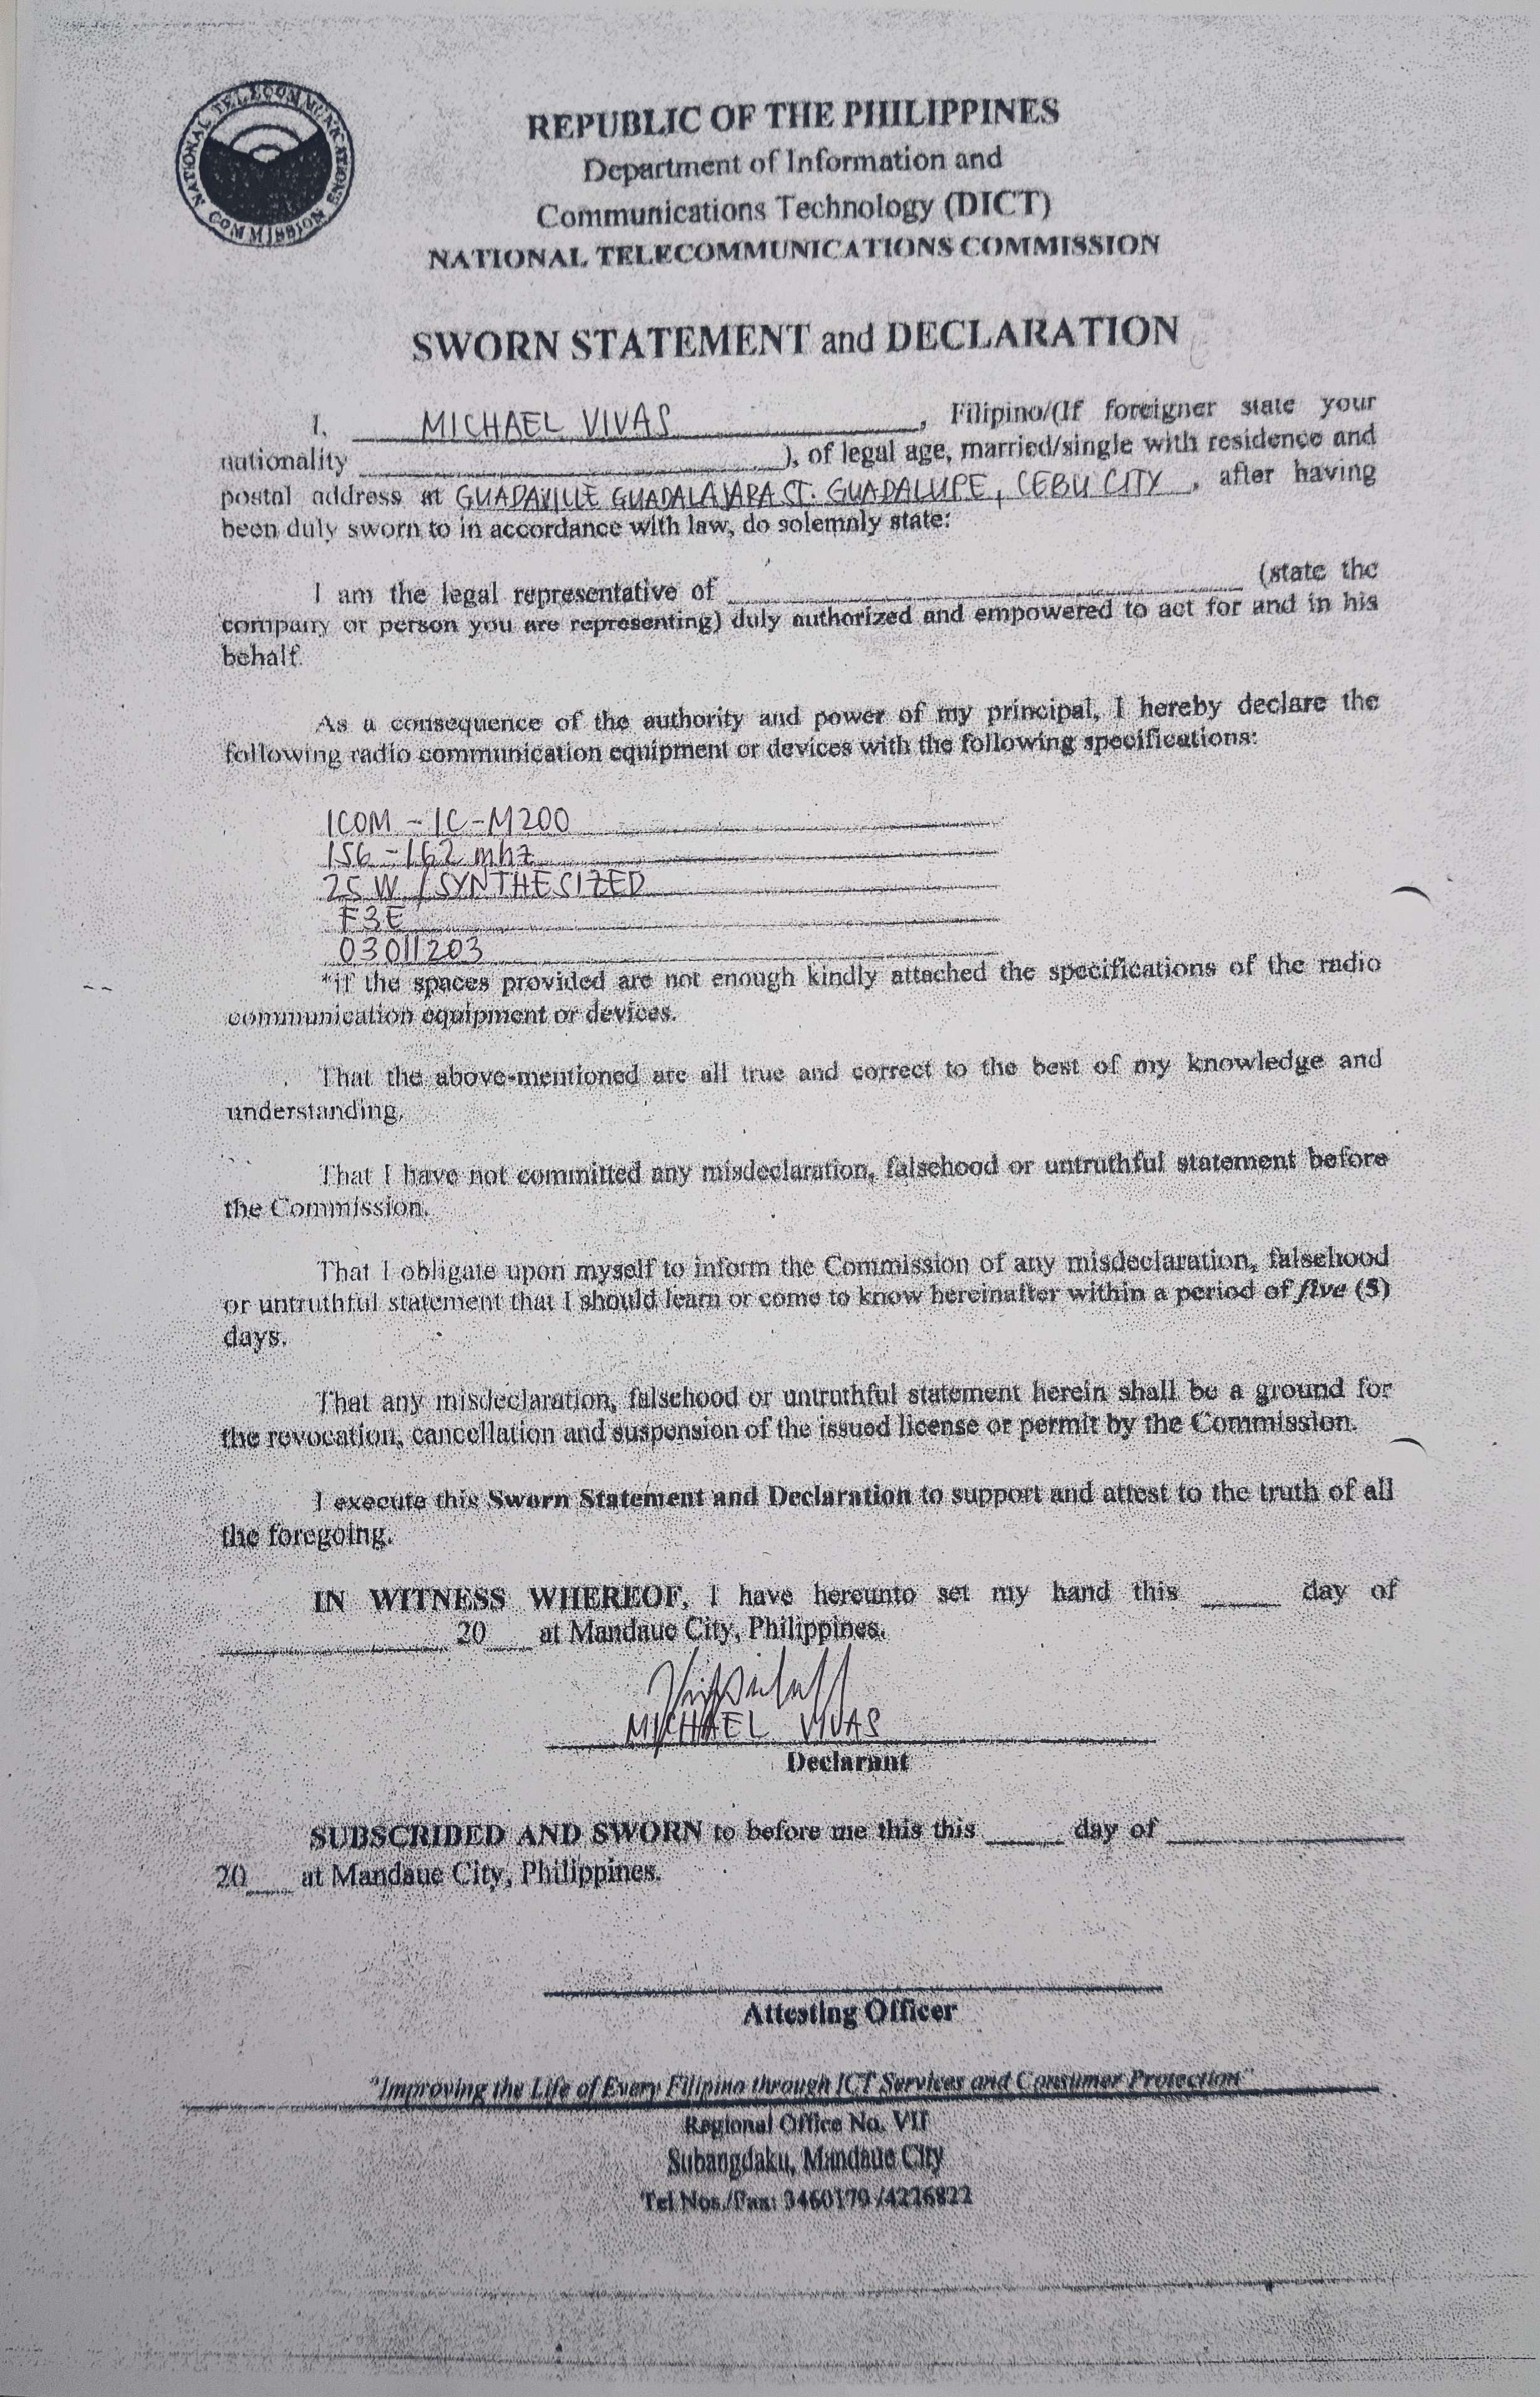 NATIONAL TELECOMMUNICATIONS COMMISSION
REPUBLIC OF THE PHILIPPINES
Department of Information and
Communications Technology (DICT)
NATIONAL TELECOMMUNICATIONS COMMISSION
SWORN STATEMENT and DECLARATION
I, MICHAEL VIVAS, Filipino/(If foreigner state your
nationality ____________), of legal age, married/single with residence and
postal address at GUADAVILLE GUADALAJARA ST. GUADALUPE, CEBU CITY, after having
been duly sworn to in accordance with law, do solemnly state:
I am the legal representative of ____________ (state the
company or person you are representing) duly authorized and empowered to act for and in his
behalf.
As a consequence of the authority and power of my principal, I hereby declare the
following radio communication equipment or devices with the following specifications:
ICOM - IC-M200
156 - 162 mhz
25 W / SYNTHESIZED
F3E
03011203
*if the spaces provided are not enough kindly attached the specifications of the radio
communication equipment or devices.
That the above-mentioned are all true and correct to the best of my knowledge and
understanding.
That I have not committed any misdeclaration, falsehood or untruthful statement before
the Commission.
That I obligate upon myself to inform the Commission of any misdeclaration, falsehood
or untruthful statement that I should learn or come to know hereinafter within a period of five (5)
days.
That any misdeclaration, falsehood or untruthful statement herein shall be a ground for
the revocation, cancellation and suspension of the issued license or permit by the Commission.
I execute this Sworn Statement and Declaration to support and attest to the truth of all
the foregoing.
IN WITNESS WHEREOF, I have hereunto set my hand this _____ day of
____________ 20___ at Mandaue City, Philippines.
MICHAEL VIVAS
Declarant
SUBSCRIBED AND SWORN to before me this this _____ day of ____________
20___ at Mandaue City, Philippines.
Attesting Officer
"Improving the Life of Every Filipino through ICT Services and Consumer Protection"
Regional Office No. VII
Subangdaku, Mandaue City
Tel Nos./Fax: 3460179 /4226822